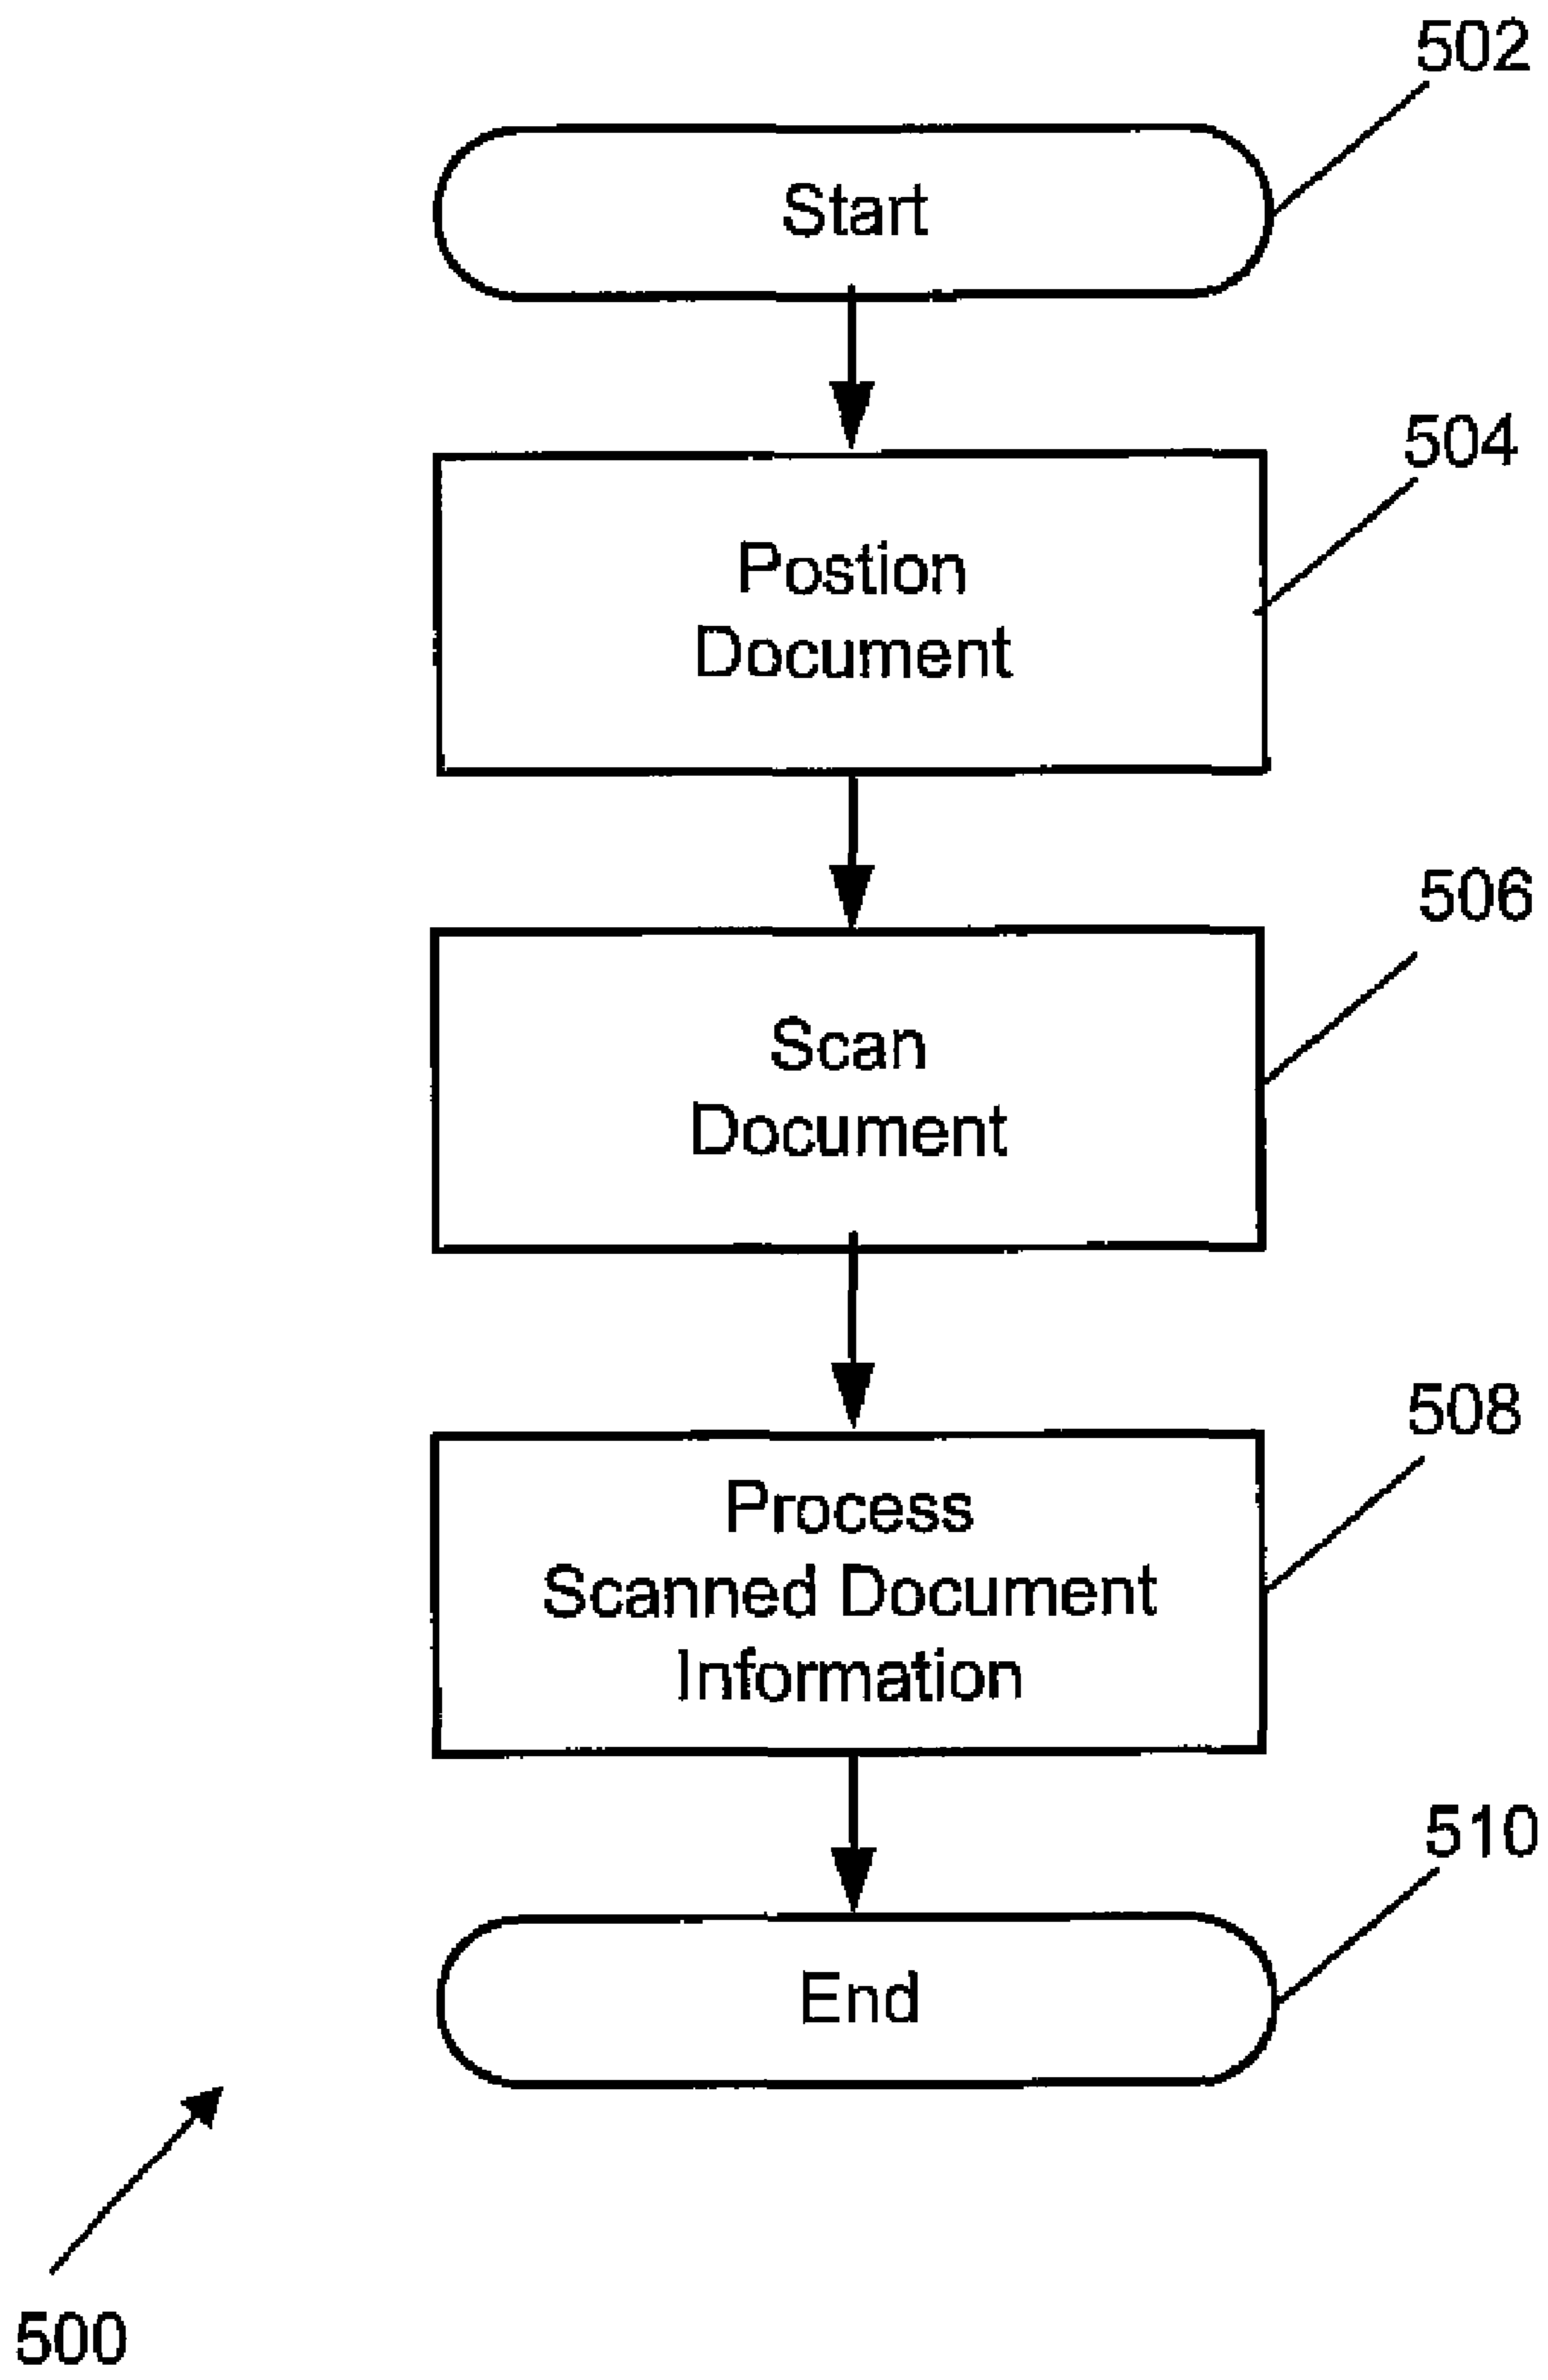 502
Start
504
Postion
Document
506
Scan
Document
508
Process
Scanned Document
Information
510
End
500